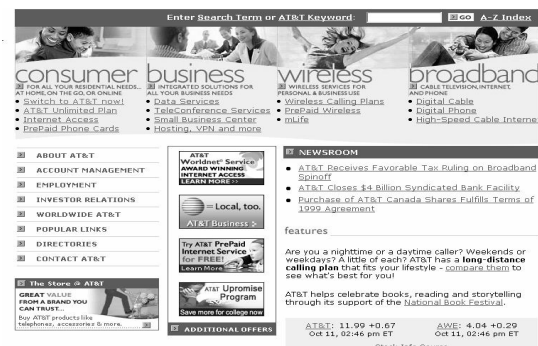 Enter Search Term or AT&T Keyword: GO A-Z Index
consumer
FOR ALL YOUR RESIDENTIAL NEEDS...
AT HOME, ON THE GO, OR ONLINE
Switch to AT&T now!
AT&T Unlimited Plan
Internet Access
PrePaid Phone Cards
business
INTEGRATED SOLUTIONS FOR
ALL YOUR BUSINESS NEEDS
Data Services
TeleConference Services
Small Business Center
Hosting, VPN and more
wireless
WIRELESS SERVICES FOR
PERSONAL & BUSINESS USE
Wireless Calling Plans
PrePaid Wireless
mLife
broadband
CABLE TELEVISION, INTERNET,
AND PHONE
Digital Cable
Digital Phone
High-Speed Cable Interne
ABOUT AT&T
ACCOUNT MANAGEMENT
EMPLOYMENT
INVESTOR RELATIONS
WORLDWIDE AT&T
POPULAR LINKS
DIRECTORIES
CONTACT AT&T
The Store @ AT&T
GREAT VALUE
FROM A BRAND YOU
CAN TRUST...
Buy AT&T products like
telephones, accessories & more.
AT&T
Worldnet® Service
AWARD WINNING
INTERNET ACCESS
LEARN MORE >>
= Local, too.
AT&T Business >
Try AT&T PrePaid
Internet Service
for FREE!
Learn More
AT&T Upromise
Program
Save more for college now
ADDITIONAL OFFERS
NEWSROOM
AT&T Receives Favorable Tax Ruling on Broadband
Spinoff
AT&T Closes $4 Billion Syndicated Bank Facility
Purchase of AT&T Canada Shares Fulfills Terms of
1999 Agreement
features
Are you a nighttime or a daytime caller? Weekends or
weekdays? A little of each? AT&T has a long-distance
calling plan that fits your lifestyle - compare them to
see what's best for you!
AT&T helps celebrate books, reading and storytelling
through its support of the National Book Festival.
AT&T: 11.99 +0.67
Oct 11, 02:46 pm ET
AWE: 4.04 +0.29
Oct 11, 02:46 pm ET